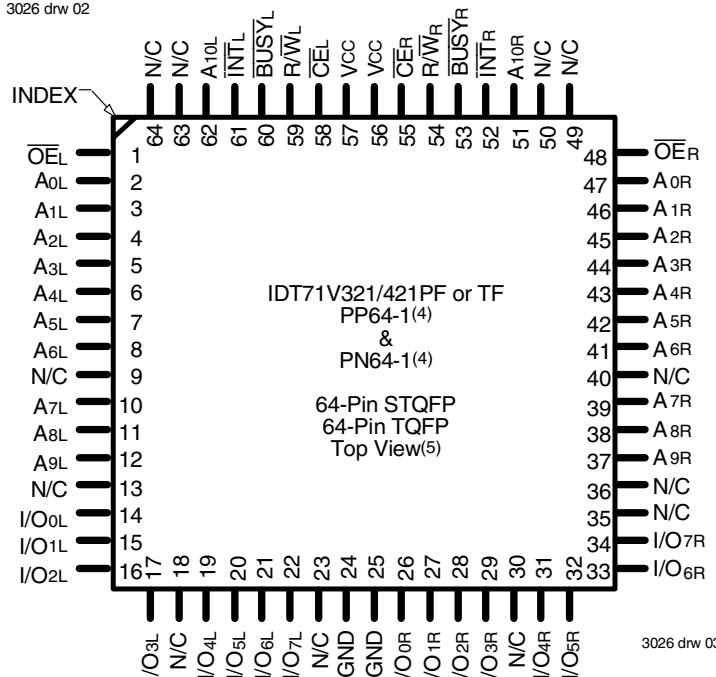 3026 drw 02
N/C
N/C
A10L
INTL
BUSYL
R/WL
CEL
VCC
VCC
CER
R/WR
BUSYR
INTR
A10R
N/C
N/C
INDEX
64
63
62
61
60
59
58
57
56
55
54
53
52
51
50
49
OEL 1
A0L 2
A1L 3
A2L 4
A3L 5
A4L 6
A5L 7
A6L 8
N/C 9
A7L 10
A8L 11
A9L 12
N/C 13
I/O0L 14
I/O1L 15
I/O2L 16
IDT71V321/421PF or TF
PP64-1(4)
&
PN64-1(4)
64-Pin STQFP
64-Pin TQFP
Top View(5)
48 OER
47 A0R
46 A1R
45 A2R
44 A3R
43 A4R
42 A5R
41 A6R
40 N/C
39 A7R
38 A8R
37 A9R
36 N/C
35 N/C
34 I/O7R
33 I/O6R
17
18
19
20
21
22
23
24
25
26
27
28
29
30
31
32
/O3L
N/C
I/O4L
I/O5L
I/O6L
I/O7L
N/C
GND
GND
I/O0R
I/O1R
I/O2R
I/O3R
N/C
I/O4R
I/O5R
3026 drw 03